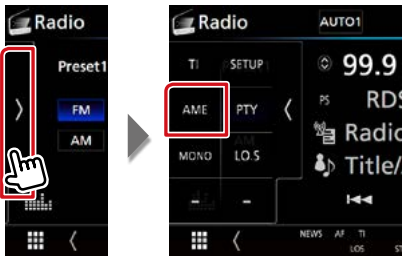 Radio
Preset1
FM
AM
Radio
AUTO1
TI SETUP
99.9
PS RDS
AME PTY
Radio
MONO LO.S
Title/
NEWS AF TI
LOS ST